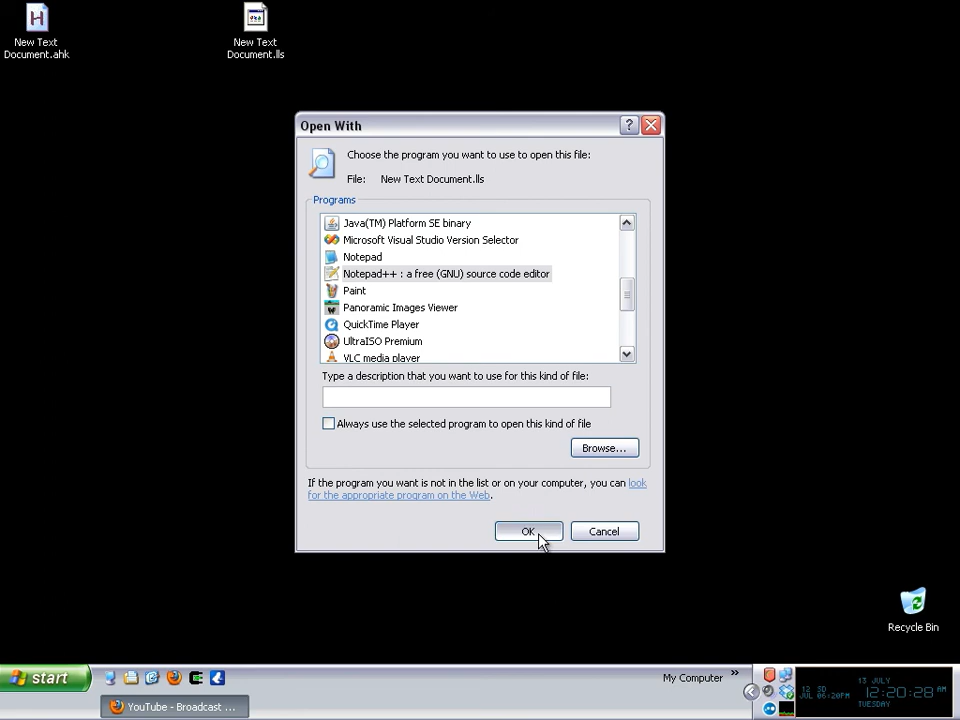 New Text
Document.ahk
New Text
Document.lls
Open With
Choose the program you want to use to open this file:
File: New Text Document.lls
Programs
Java(TM) Platform SE binary
Microsoft Visual Studio Version Selector
Notepad
Notepad++ : a free (GNU) source code editor
Paint
Panoramic Images Viewer
QuickTime Player
UltraISO Premium
VLC media player
Type a description that you want to use for this kind of file:
Always use the selected program to open this kind of file
Browse...
If the program you want is not in the list or on your computer, you can look
for the appropriate program on the Web.
OK Cancel
Recycle Bin
start
My Computer »
YouTube - Broadcast ...
12 SD
JUL 06:20PM
13 JULY
12:20:28 AM
TUESDAY